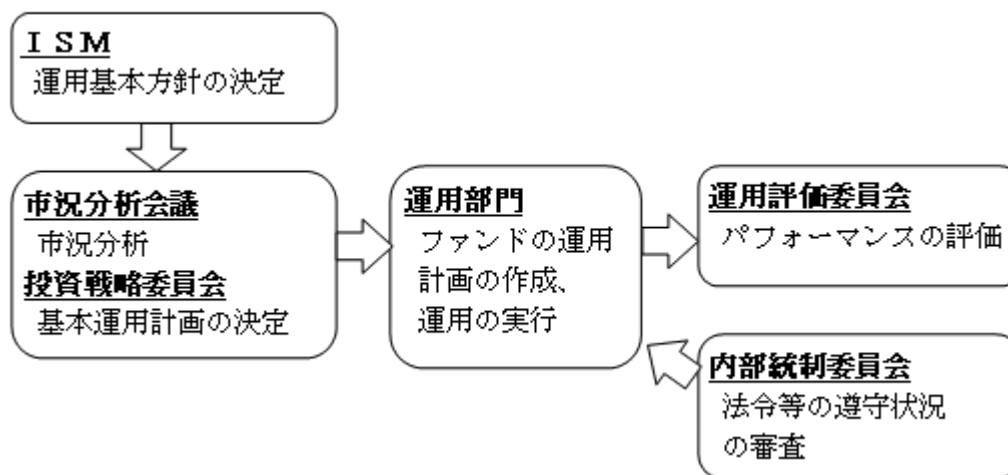 ＩＳＭ
運用基本方針の決定
市況分析会議
市況分析
投資戦略委員会
基本運用計画の決定
運用部門
ファンドの運用
計画の作成、
運用の実行
運用評価委員会
パフォーマンスの評価
内部統制委員会
法令等の遵守状況
の審査